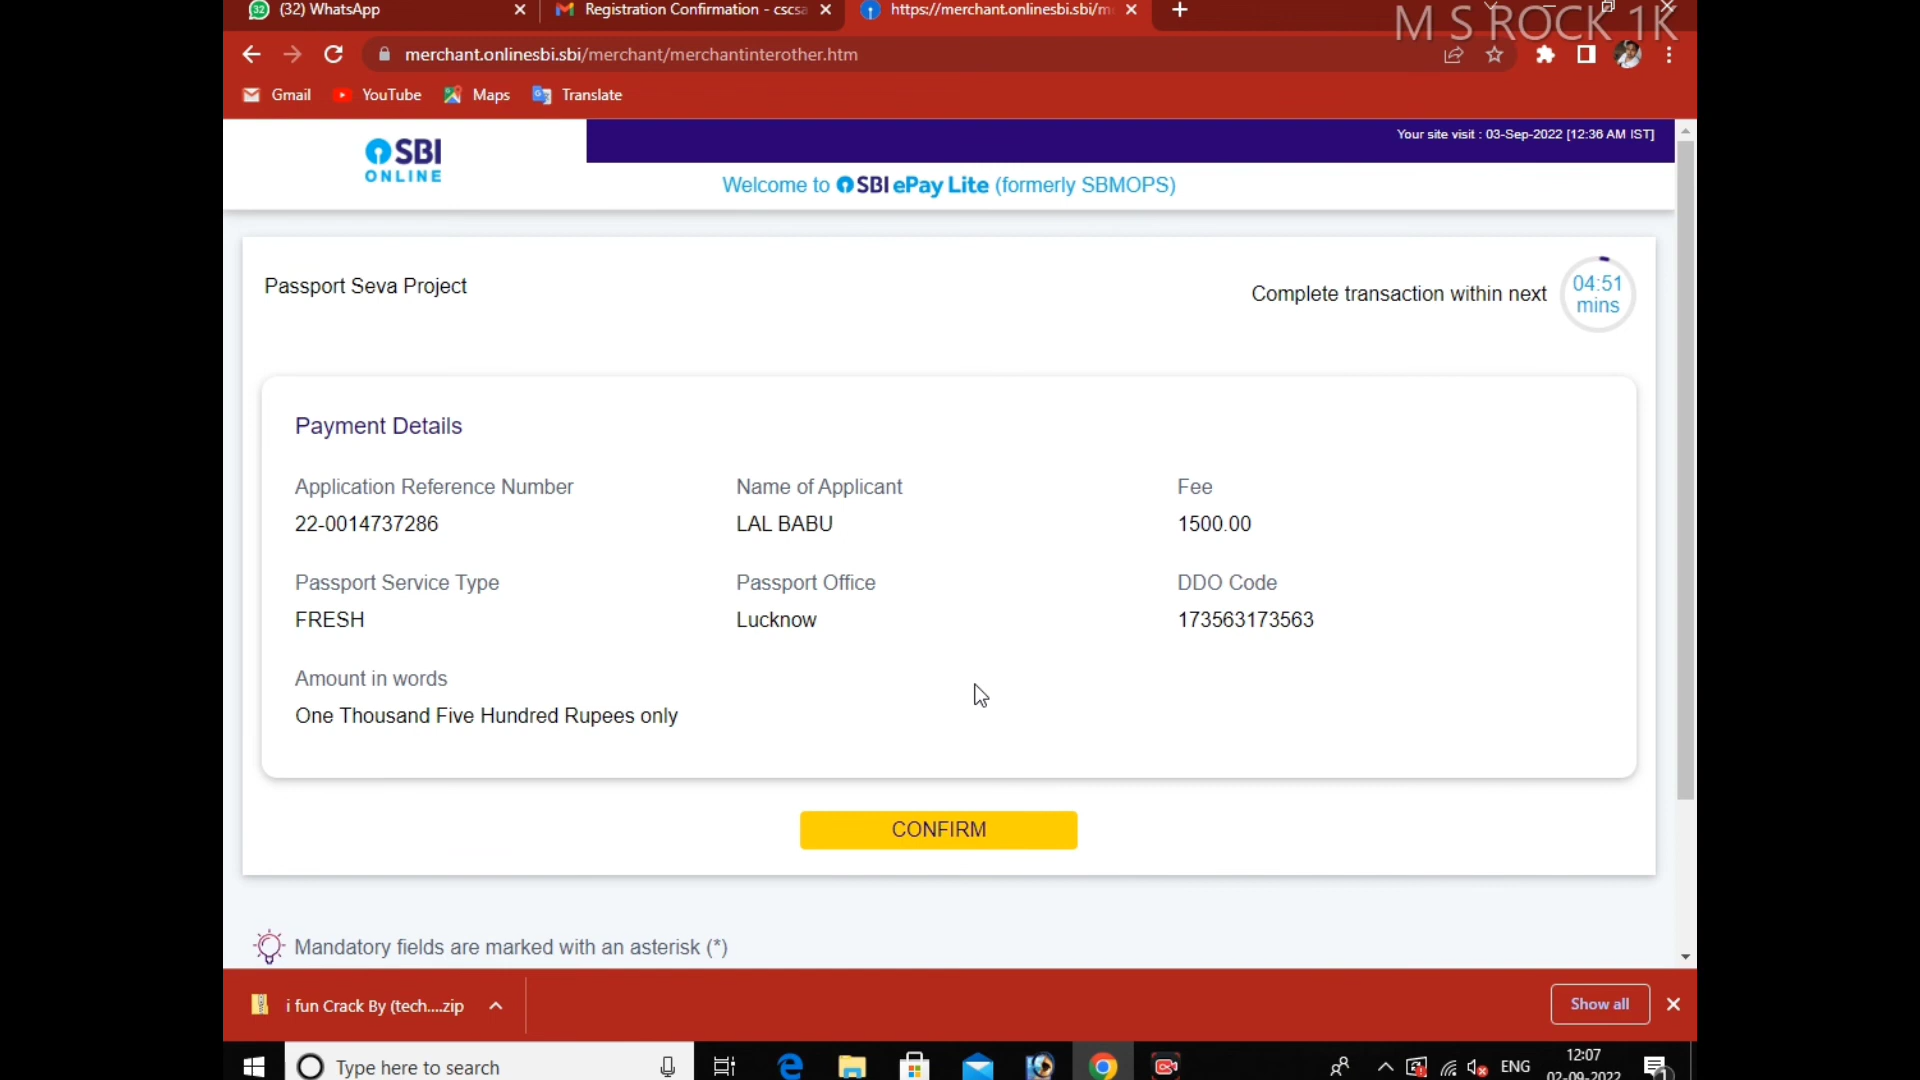 (32) WhatsApp
Registration Confirmation - cscsa
https://merchant.onlinesbi.sbi/m
M S ROCK 1K
merchant.onlinesbi.sbi/merchant/merchantinterother.htm
Gmail
YouTube
Maps
Translate
SBI
ONLINE
Your site visit : 03-Sep-2022 [12:36 AM IST]
Welcome to SBI ePay Lite (formerly SBMOPS)
Passport Seva Project
Complete transaction within next
04:51
mins
Payment Details
Application Reference Number
22-0014737286
Name of Applicant
LAL BABU
Fee
1500.00
Passport Service Type
FRESH
Passport Office
Lucknow
DDO Code
173563173563
Amount in words
One Thousand Five Hundred Rupees only
CONFIRM
Mandatory fields are marked with an asterisk (*)
i fun Crack By (tech....zip
Show all
Type here to search
ENG
12:07
02-09-2022